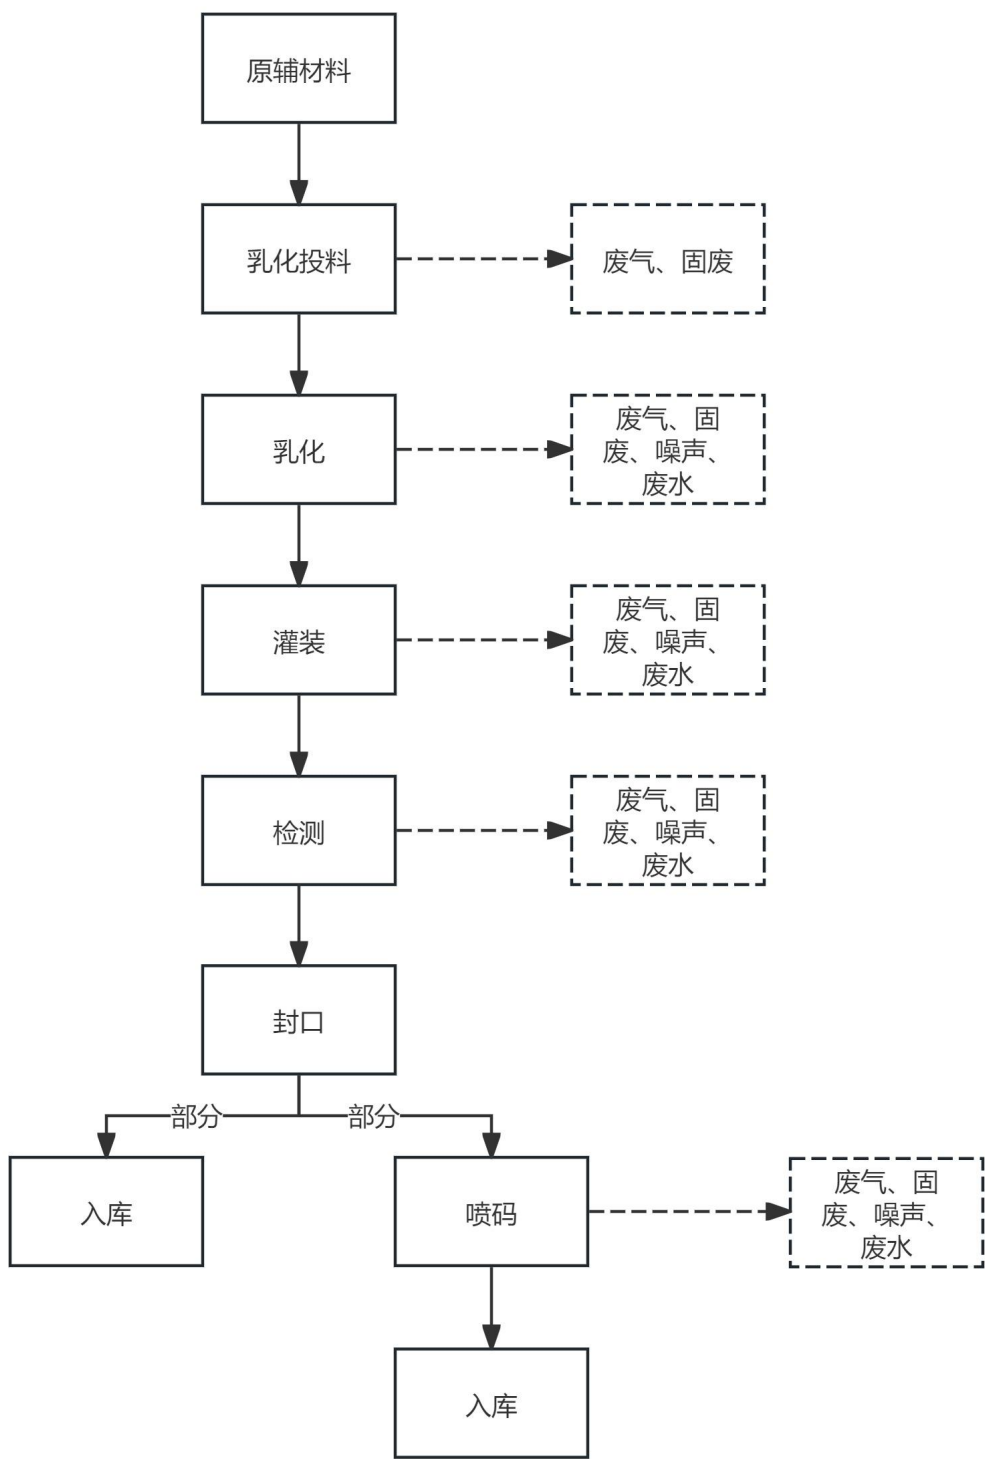 原辅材料
乳化投料
废气、固废
乳化
废气、固
废、噪声、
废水
灌装
废气、固
废、噪声、
废水
检测
废气、固
废、噪声、
废水
封口
部分
部分
入库
喷码
废气、固
废、噪声、
废水
入库